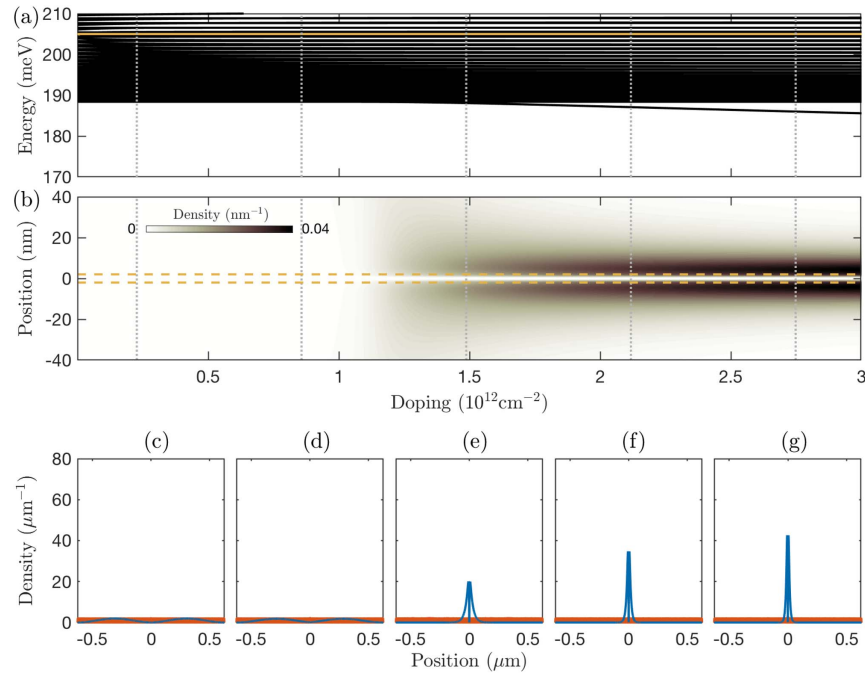 (a)
210
200
190
180
170
Energy (meV)
(b)
40
20
0
-20
-40
Position (nm)
Density (nm⁻¹)
0 0.04
0.5 1 1.5 2 2.5 3
Doping (10¹²cm⁻²)
(c) (d) (e) (f) (g)
80
60
40
20
0
Density (μm⁻¹)
-0.5 0 0.5 -0.5 0 0.5 -0.5 0 0.5 -0.5 0 0.5 -0.5 0 0.5
Position (μm)